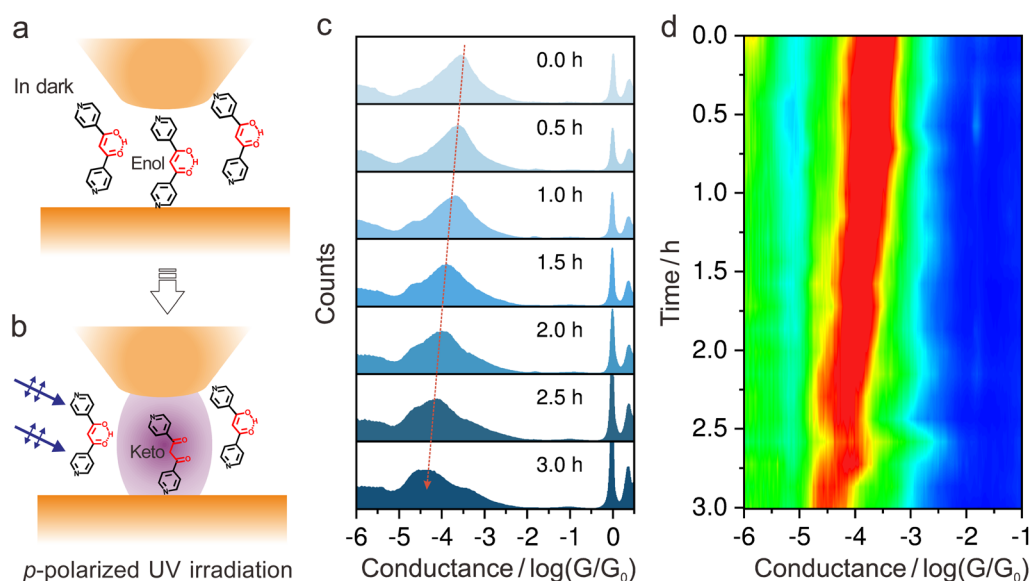 a
In dark
Enol
O
H
O
N
N
O
H
O
N
N
O
H
O
N
N
b
Keto
O
H
O
N
N
O
O
N
N
O
H
O
N
N
p-polarized UV irradiation
c
0.0 h
0.5 h
1.0 h
1.5 h
2.0 h
2.5 h
3.0 h
Counts
-6 -5 -4 -3 -2 -1 0
Conductance / log(G/G₀)
d
Time / h
0.0
0.5
1.0
1.5
2.0
2.5
3.0
-6 -5 -4 -3 -2 -1
Conductance / log(G/G₀)